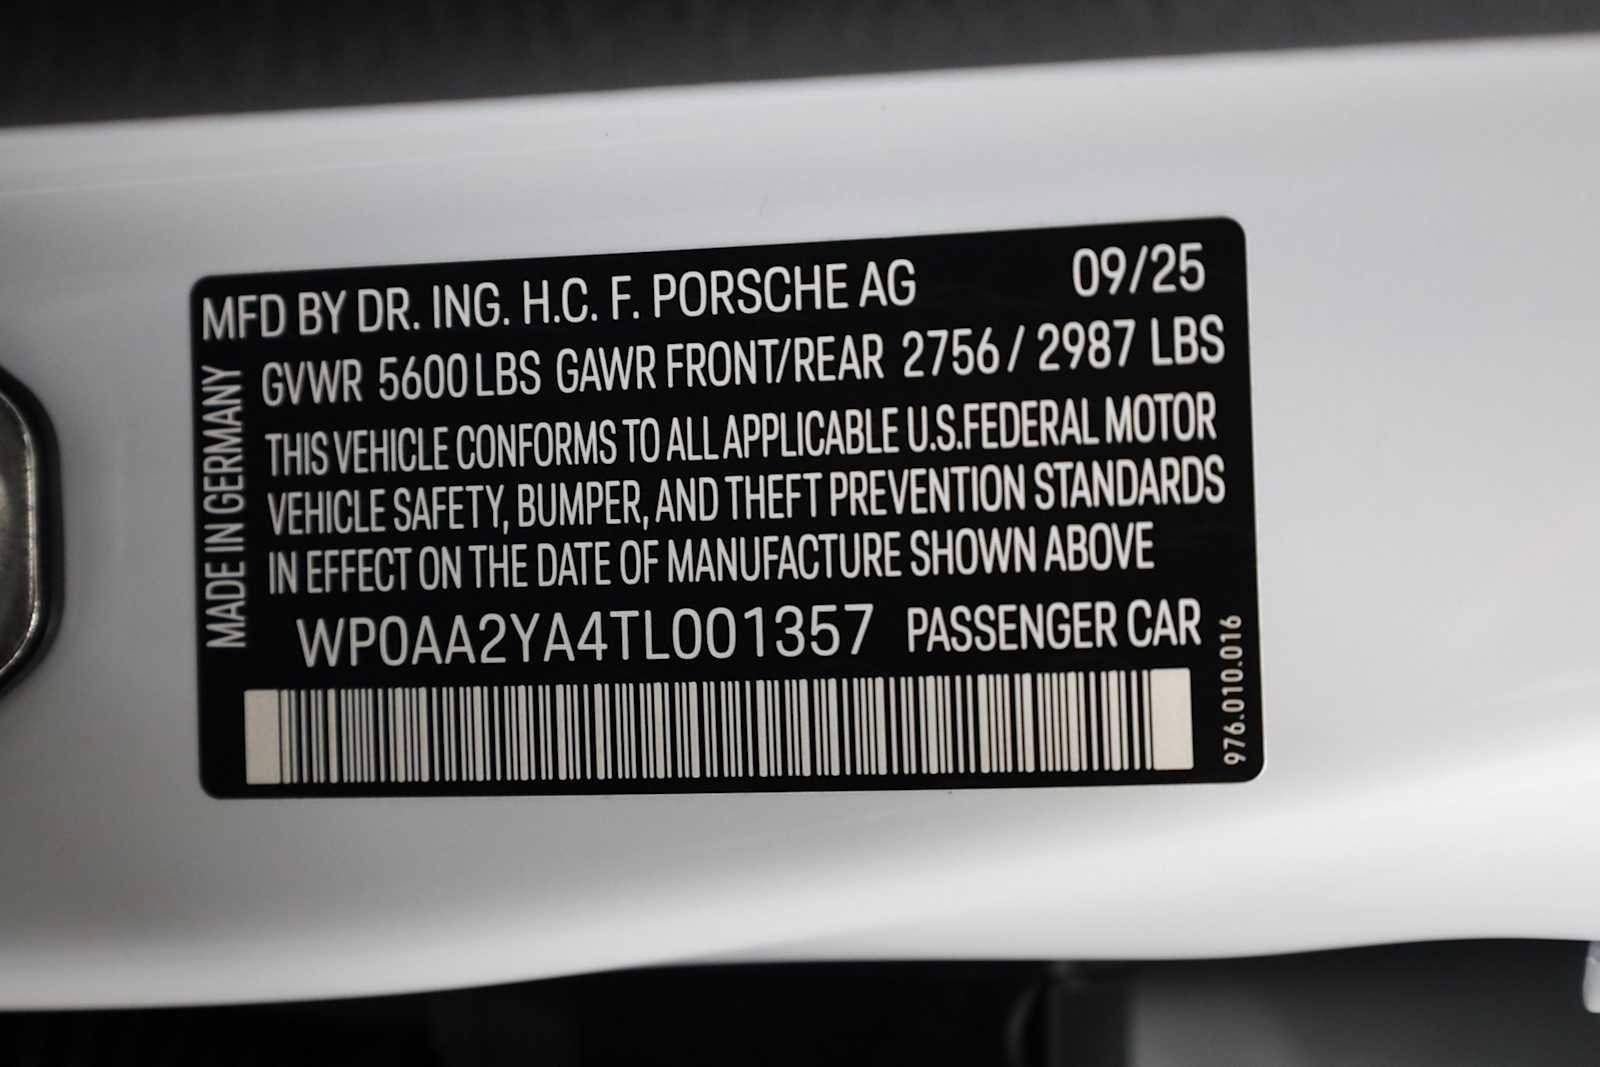 MFD BY DR. ING. H.C. F. PORSCHE AG 09/25
GVWR 5600 LBS GAWR FRONT/REAR 2756 / 2987 LBS
THIS VEHICLE CONFORMS TO ALL APPLICABLE U.S.FEDERAL MOTOR
VEHICLE SAFETY, BUMPER, AND THEFT PREVENTION STANDARDS
IN EFFECT ON THE DATE OF MANUFACTURE SHOWN ABOVE
WP0AA2YA4TL001357 PASSENGER CAR
MADE IN GERMANY
976.010.016